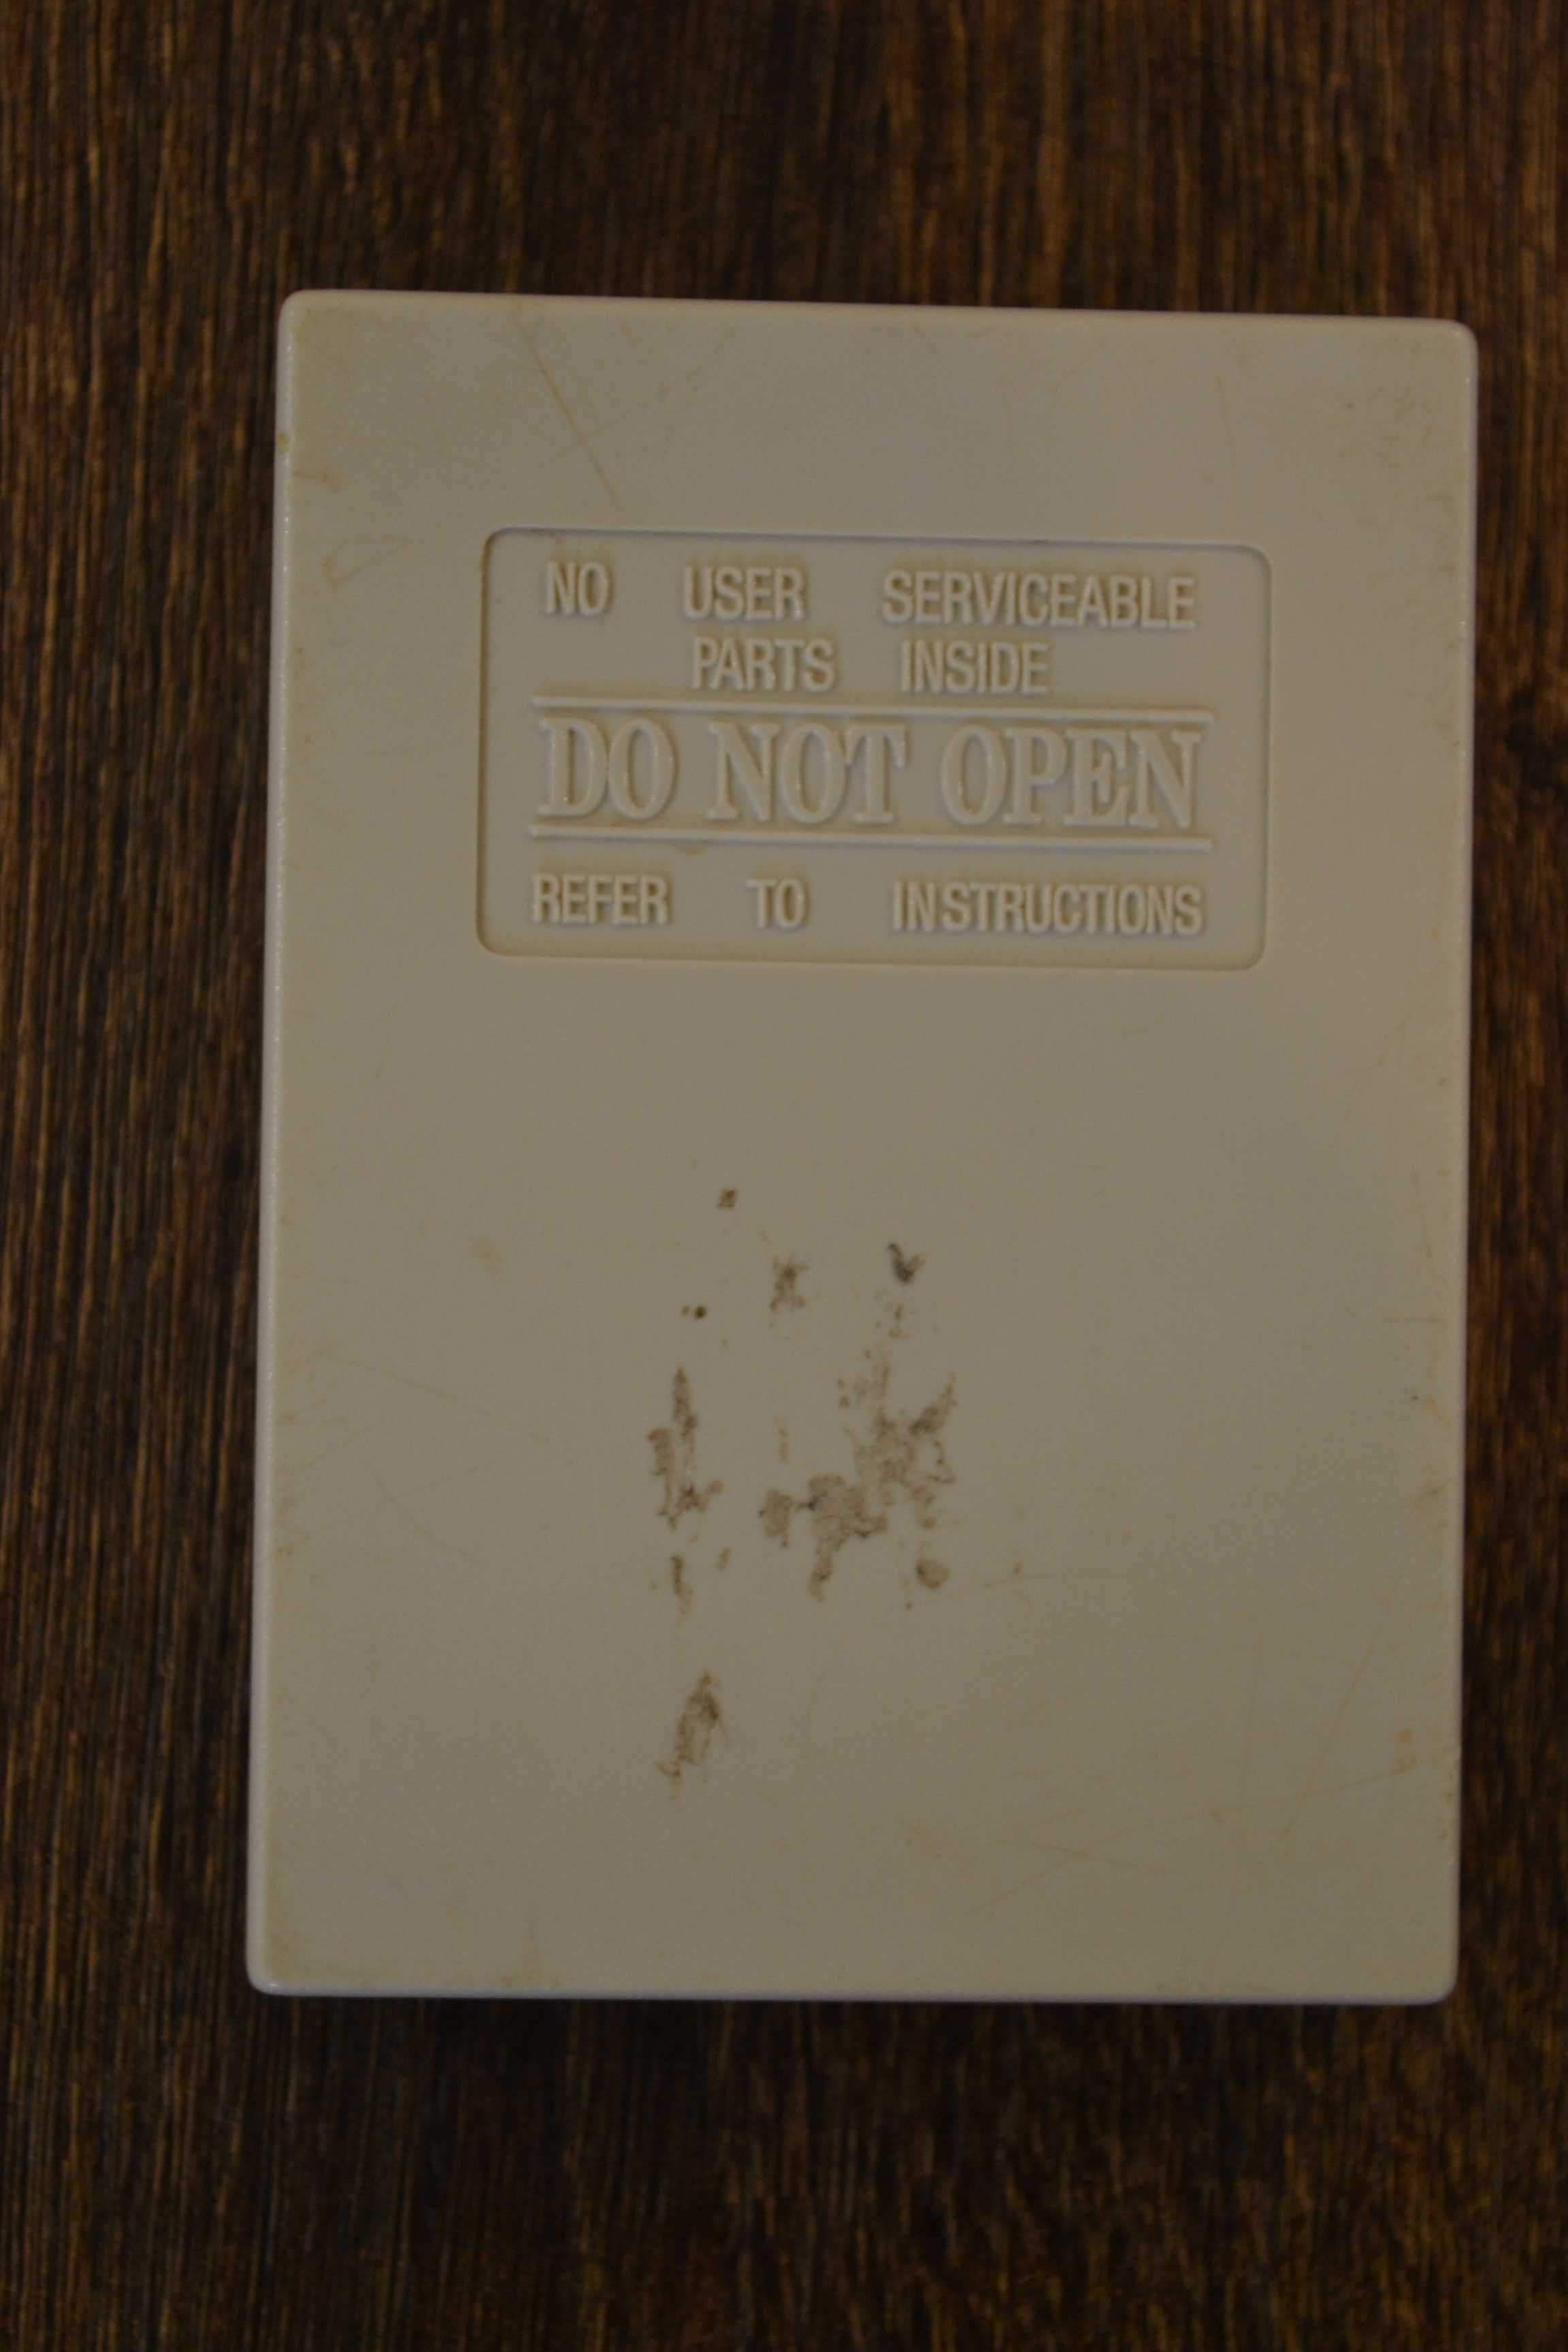 NO USER SERVICEABLE
PARTS INSIDE
DO NOT OPEN
REFER TO INSTRUCTIONS